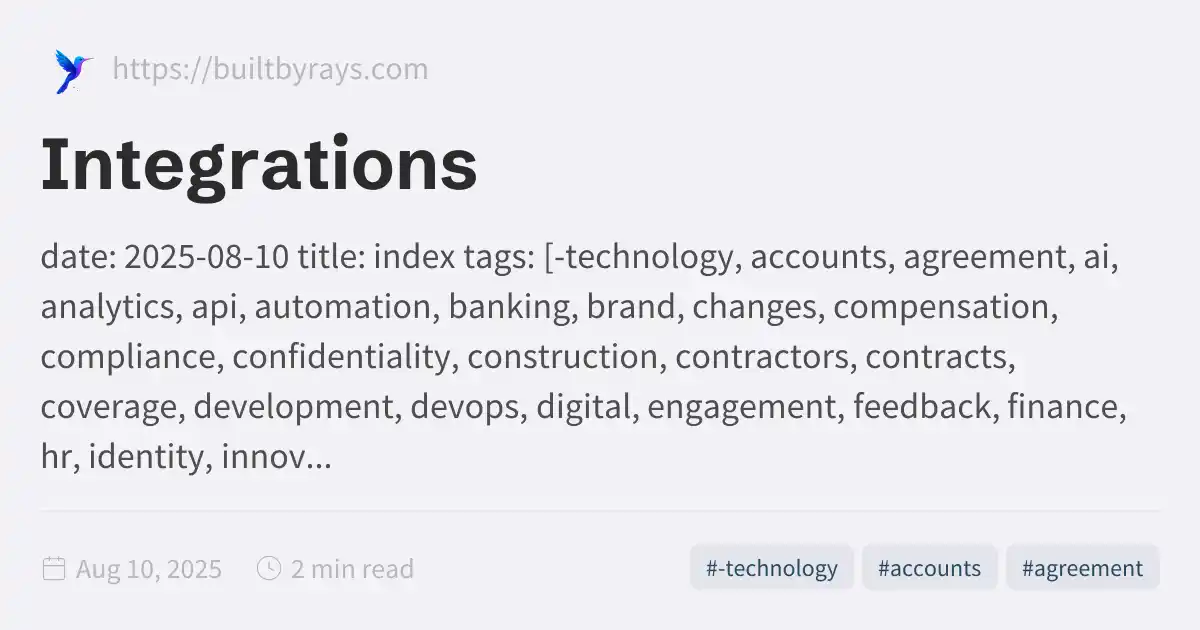 https://builtbyrays.com
Integrations
date: 2025-08-10 title: index tags: [-technology, accounts, agreement, ai,
analytics, api, automation, banking, brand, changes, compensation,
compliance, confidentiality, construction, contractors, contracts,
coverage, development, devops, digital, engagement, feedback, finance,
hr, identity, innov...
Aug 10, 2025 2 min read #-technology #accounts #agreement